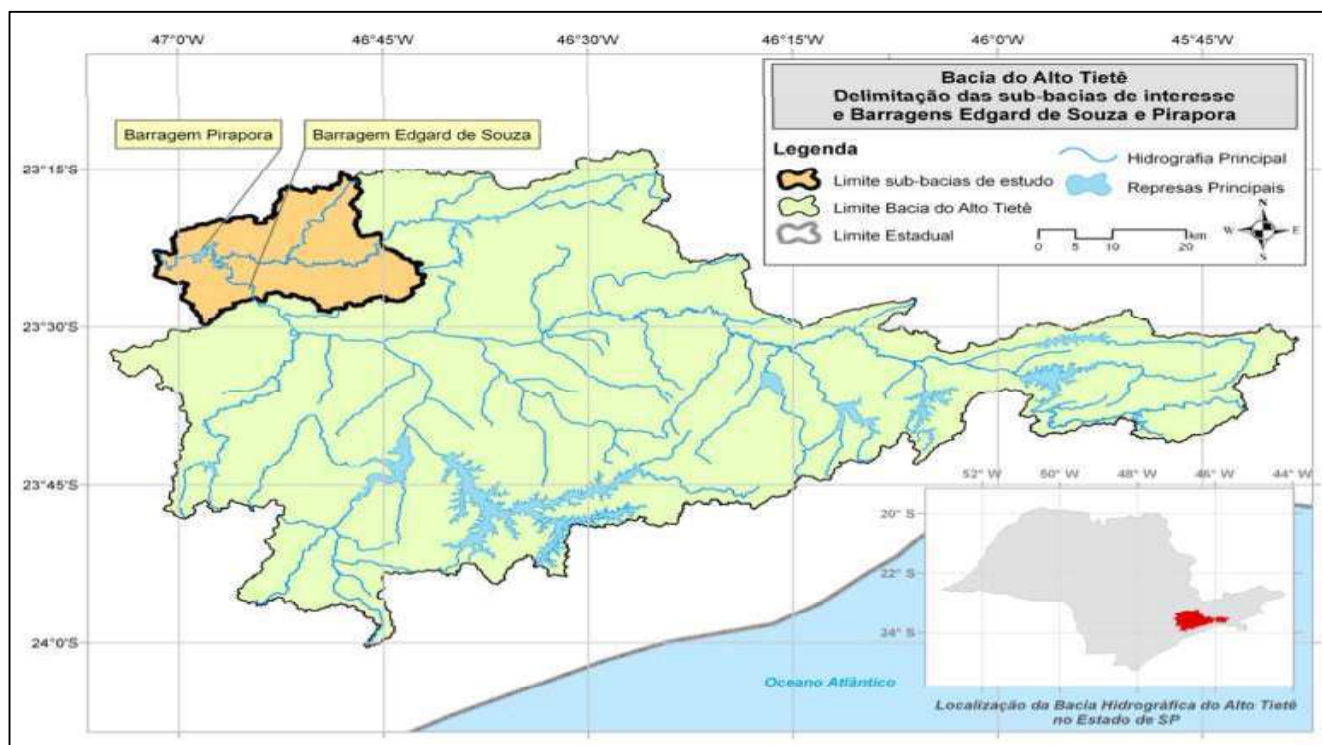 47°0'W
46°45'W
46°30'W
46°15'W
46°0'W
45°45'W
Bacia do Alto Tietê
Delimitação das sub-bacias de interesse
e Barragens Edgard de Souza e Pirapora
Legenda
Limite sub-bacias de estudo
Limite Bacia do Alto Tietê
Limite Estadual
Hidrografia Principal
Represas Principais
0 5 10 20 km
N
W E
S
Barragem Pirapora
Barragem Edgard de Souza
23°15'S
23°30'S
23°45'S
24°0'S
52° W 50° W 48° W 46° W 44° W
20° S
22° S
24° S
Oceano Atlântico
Localização da Bacia Hidrográfica do Alto Tietê
no Estado de SP